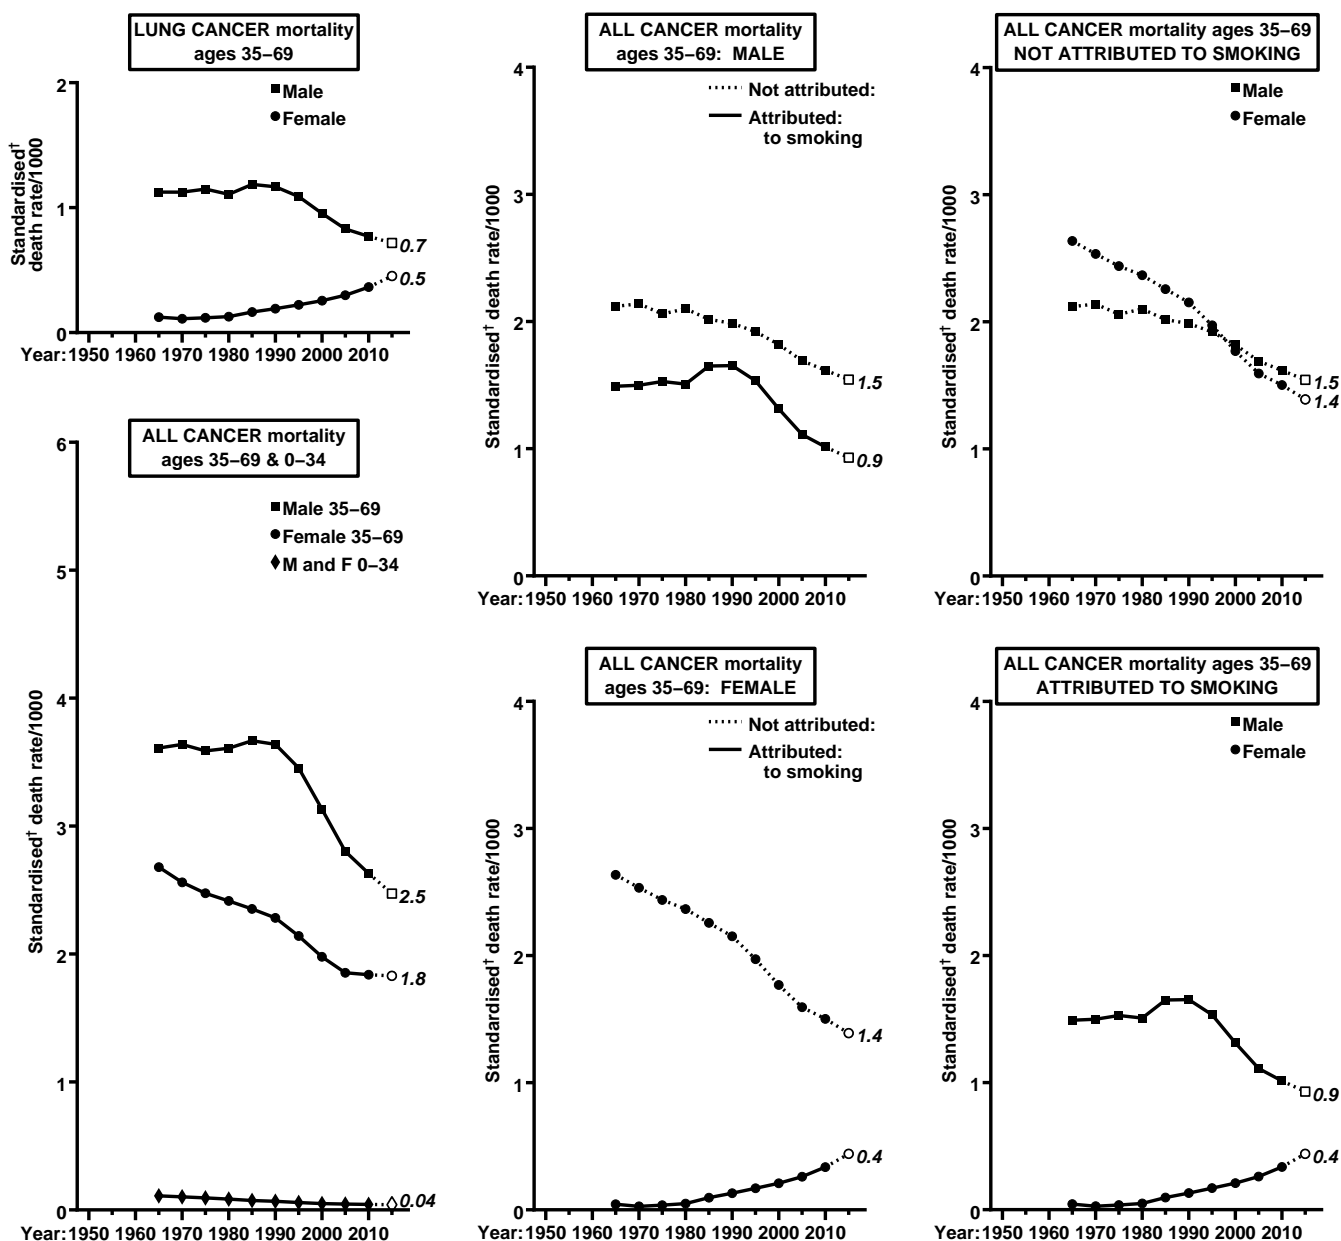 LUNG CANCER mortality
ages 35–69
2
1
0
Standardised†
death rate/1000
Male
Female
0.7
0.5
Year: 1950 1960 1970 1980 1990 2000 2010
ALL CANCER mortality
ages 35–69 & 0–34
6
5
4
3
2
1
0
Standardised† death rate/1000
Male 35–69
Female 35–69
M and F 0–34
2.5
1.8
0.04
Year: 1950 1960 1970 1980 1990 2000 2010
ALL CANCER mortality
ages 35–69: MALE
4
3
2
1
0
Standardised† death rate/1000
Not attributed:
Attributed:
to smoking
1.5
0.9
Year: 1950 1960 1970 1980 1990 2000 2010
ALL CANCER mortality
ages 35–69: FEMALE
4
3
2
1
0
Standardised† death rate/1000
Not attributed:
Attributed:
to smoking
1.4
0.4
Year: 1950 1960 1970 1980 1990 2000 2010
ALL CANCER mortality ages 35–69
NOT ATTRIBUTED TO SMOKING
4
3
2
1
0
Standardised† death rate/1000
Male
Female
1.5
1.4
Year: 1950 1960 1970 1980 1990 2000 2010
ALL CANCER mortality ages 35–69
ATTRIBUTED TO SMOKING
4
3
2
1
0
Standardised† death rate/1000
Male
Female
0.9
0.4
Year: 1950 1960 1970 1980 1990 2000 2010